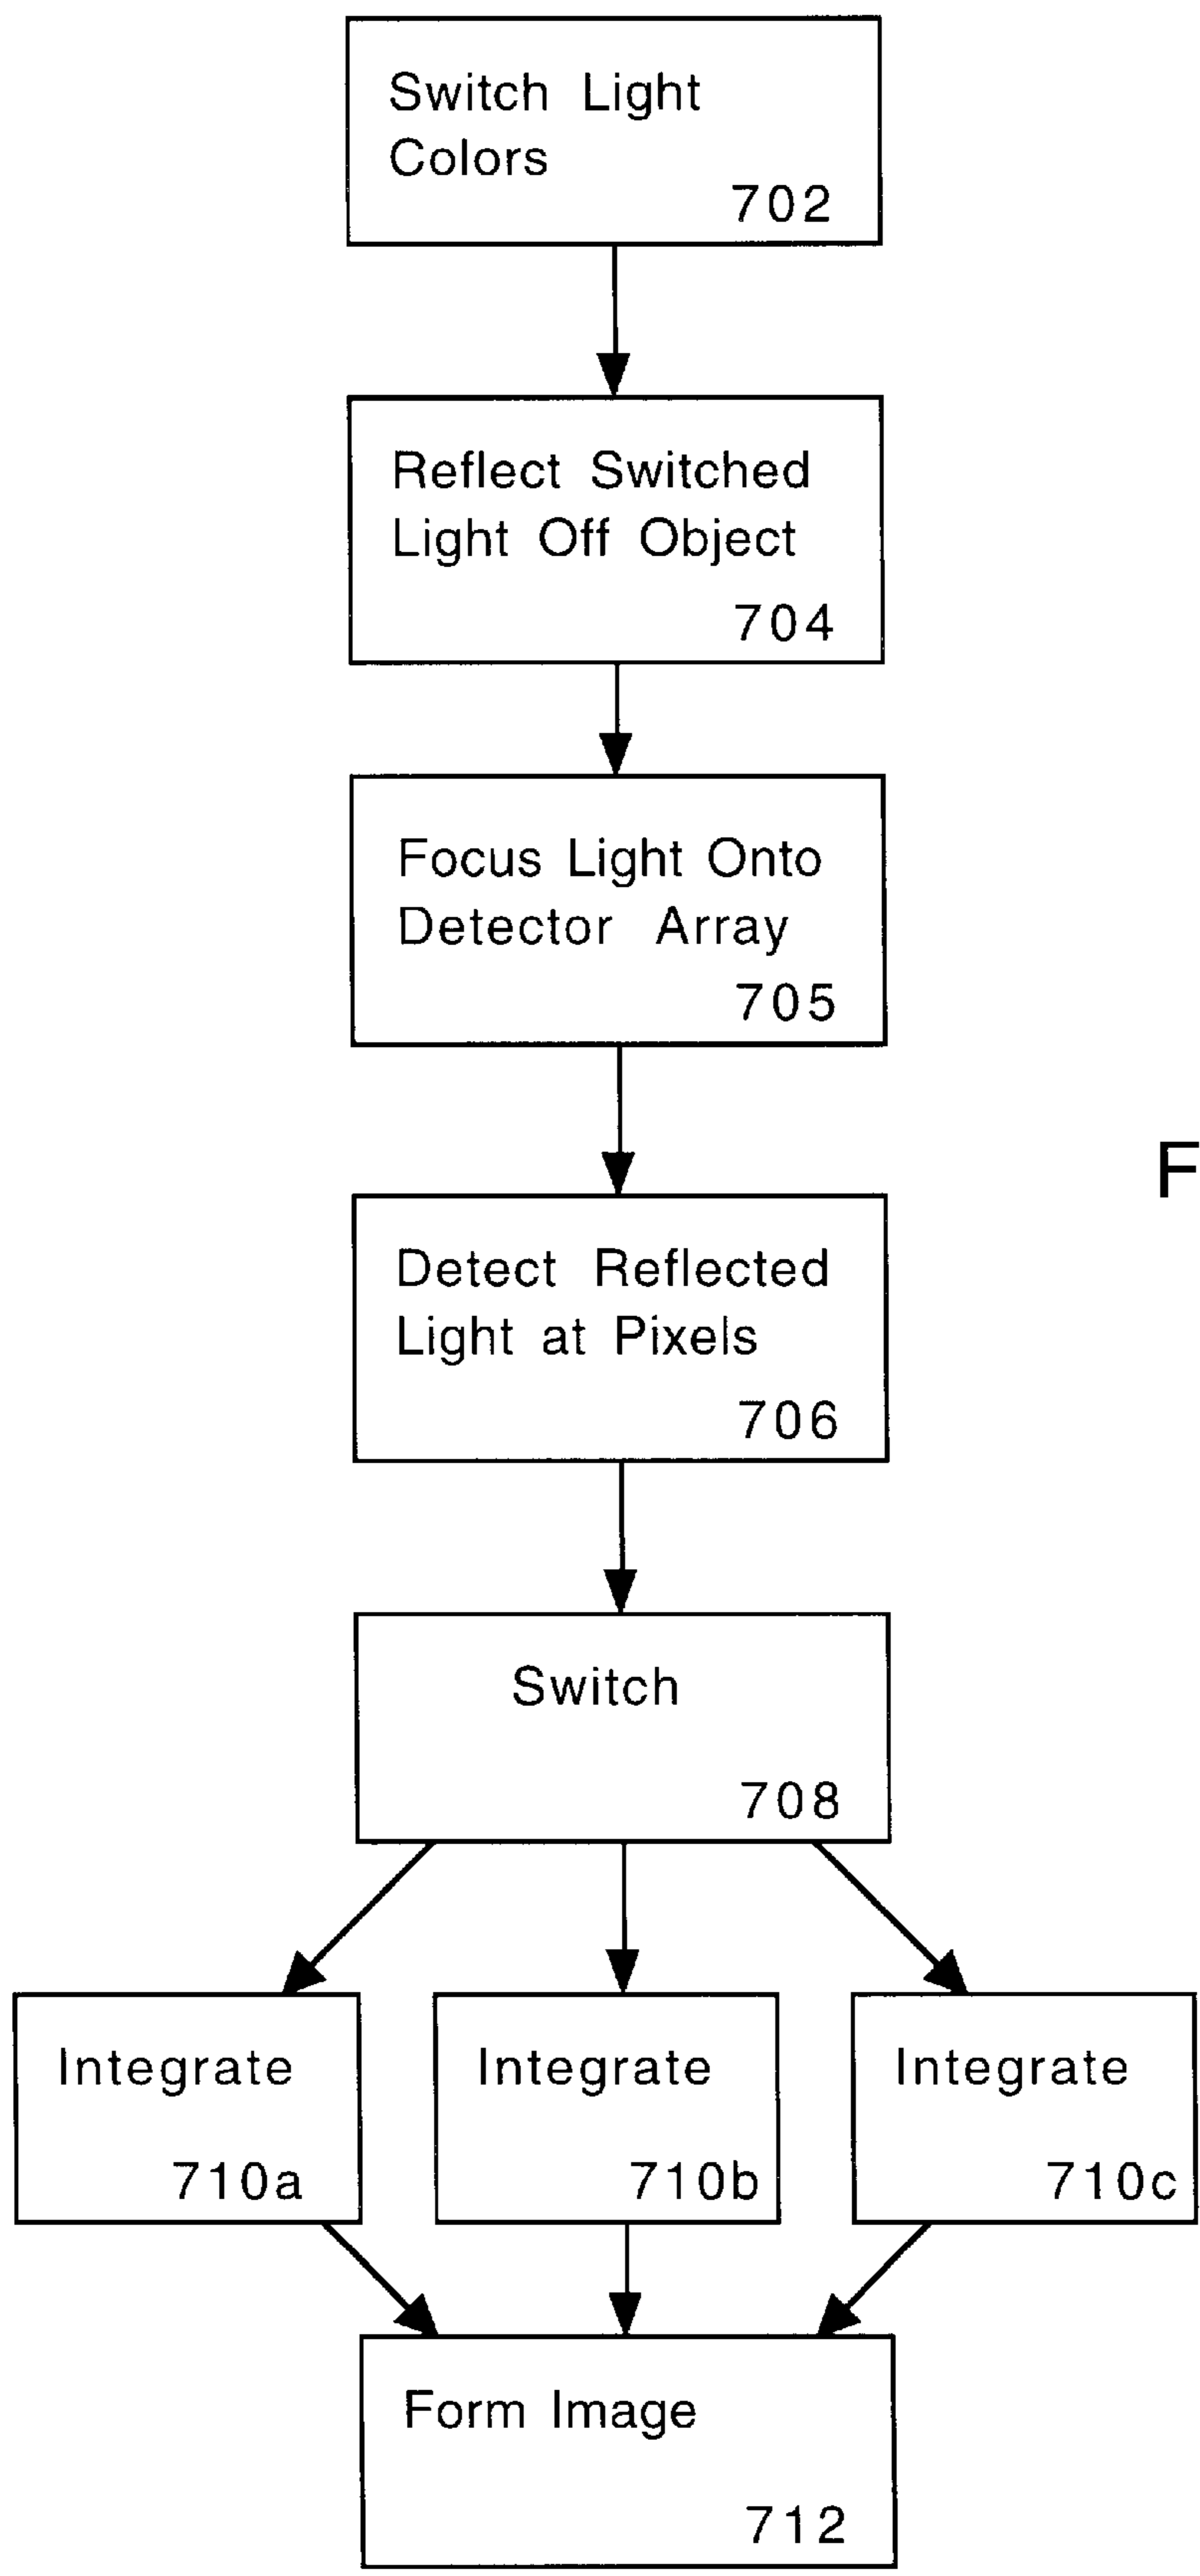 Switch Light
Colors
702
Reflect Switched
Light Off Object
704
Focus Light Onto
Detector Array
705
F
Detect Reflected
Light at Pixels
706
Switch
708
Integrate
710a
Integrate
710b
Integrate
710c
Form Image
712